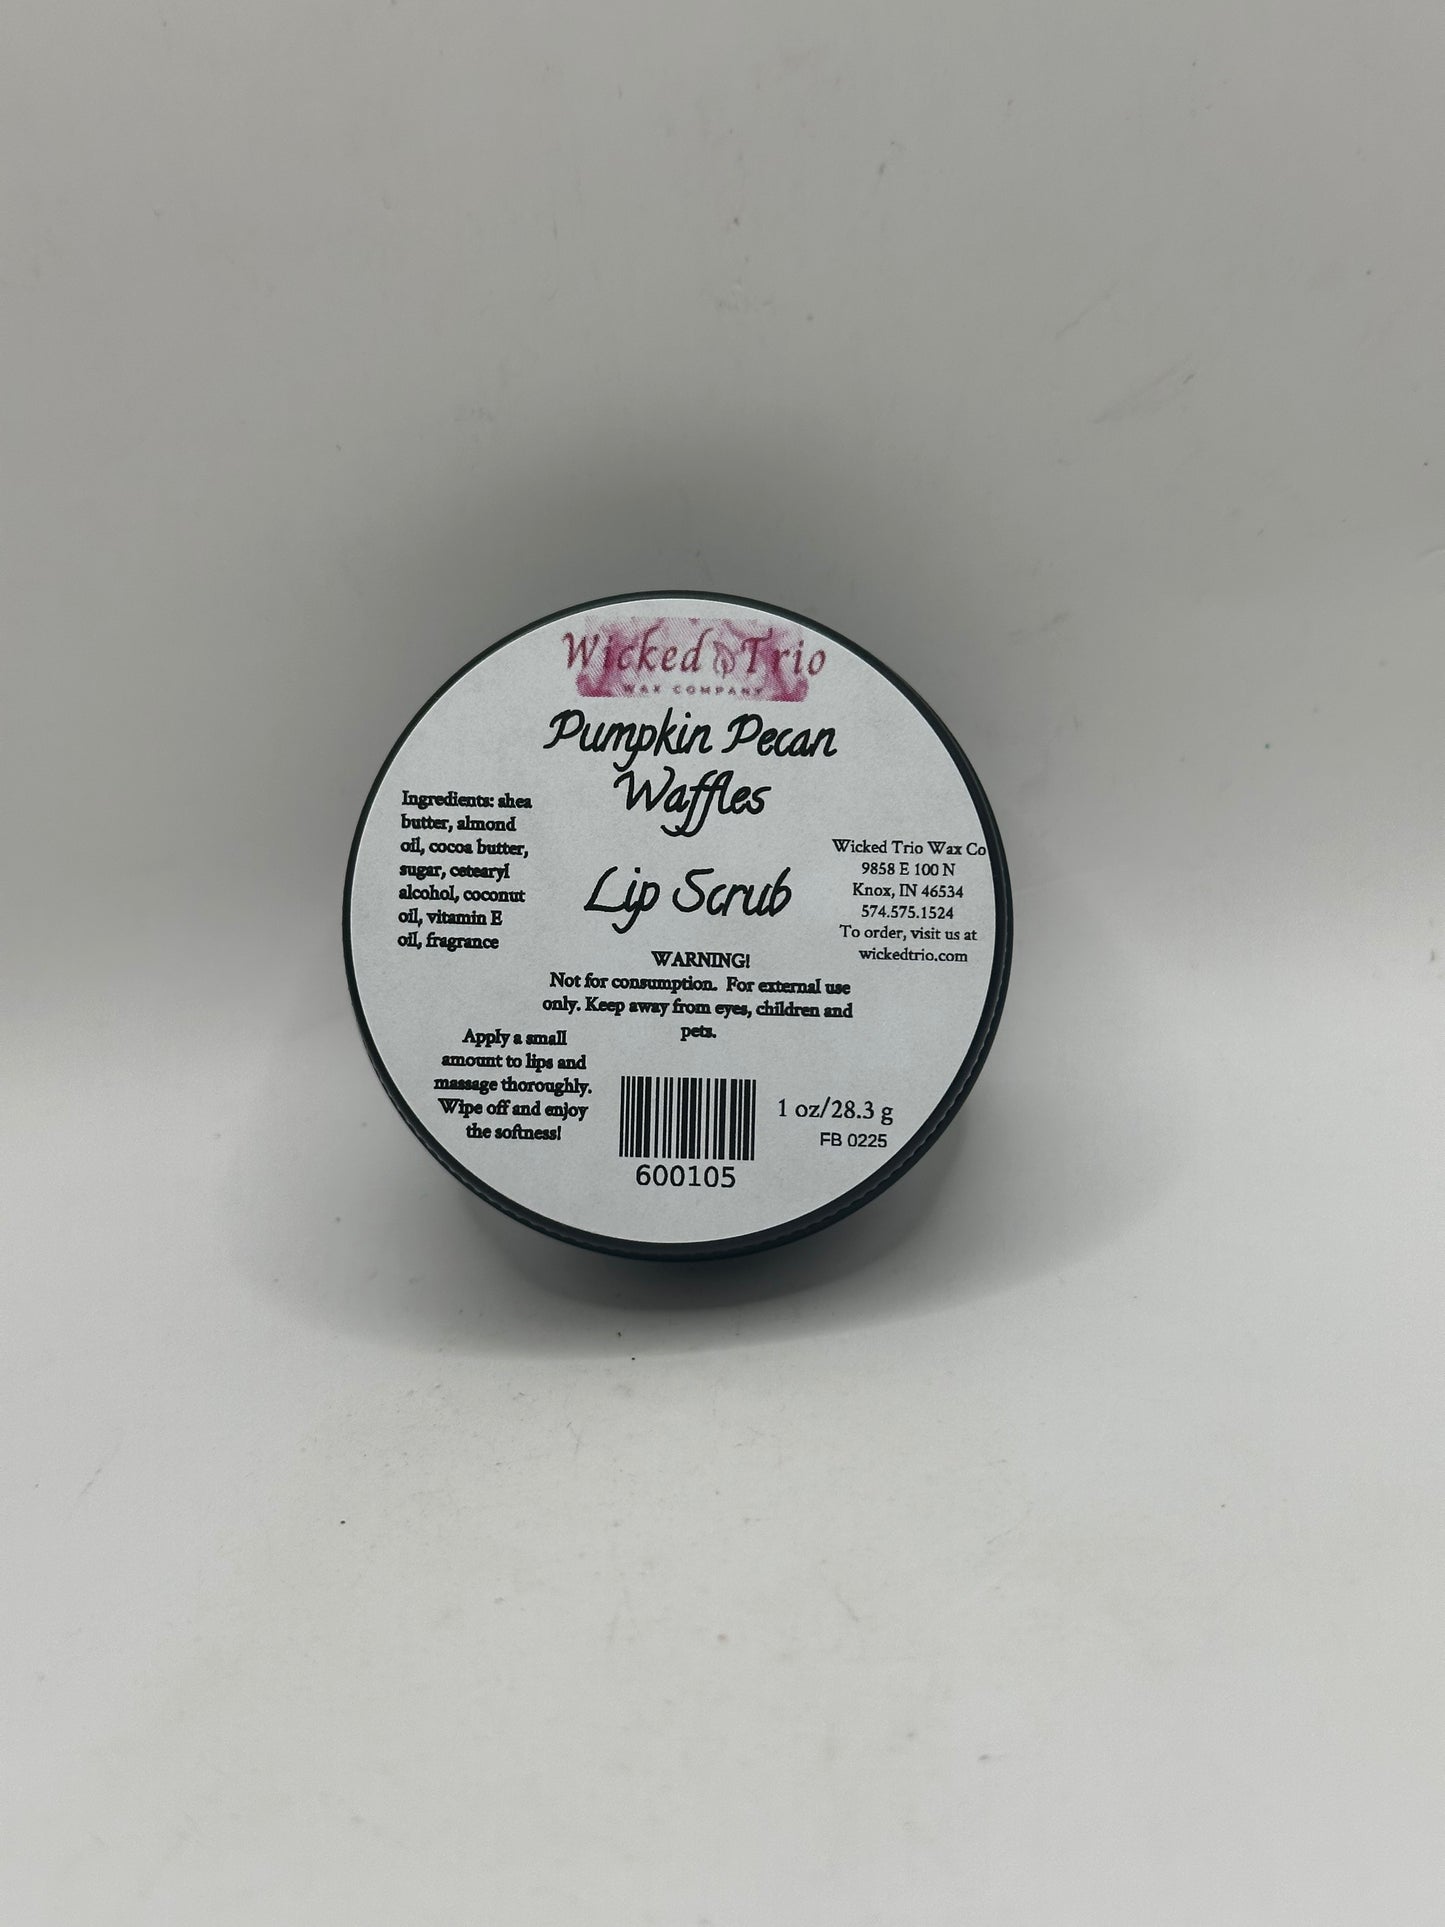 Wicked Trio
WAX COMPANY
Pumpkin Pecan
Waffles
Lip Scrub
Ingredients: shea
butter, almond
oil, cocoa butter,
sugar, cetearyl
alcohol, coconut
oil, vitamin E
oil, fragrance
Wicked Trio Wax Co
9858 E 100 N
Knox, IN 46534
574.575.1524
To order, visit us at
wickedtrio.com
WARNING!
Not for consumption. For external use
only. Keep away from eyes, children and
pets.
Apply a small
amount to lips and
massage thoroughly.
Wipe off and enjoy
the softness!
600105
1 oz/28.3 g
FB 0225